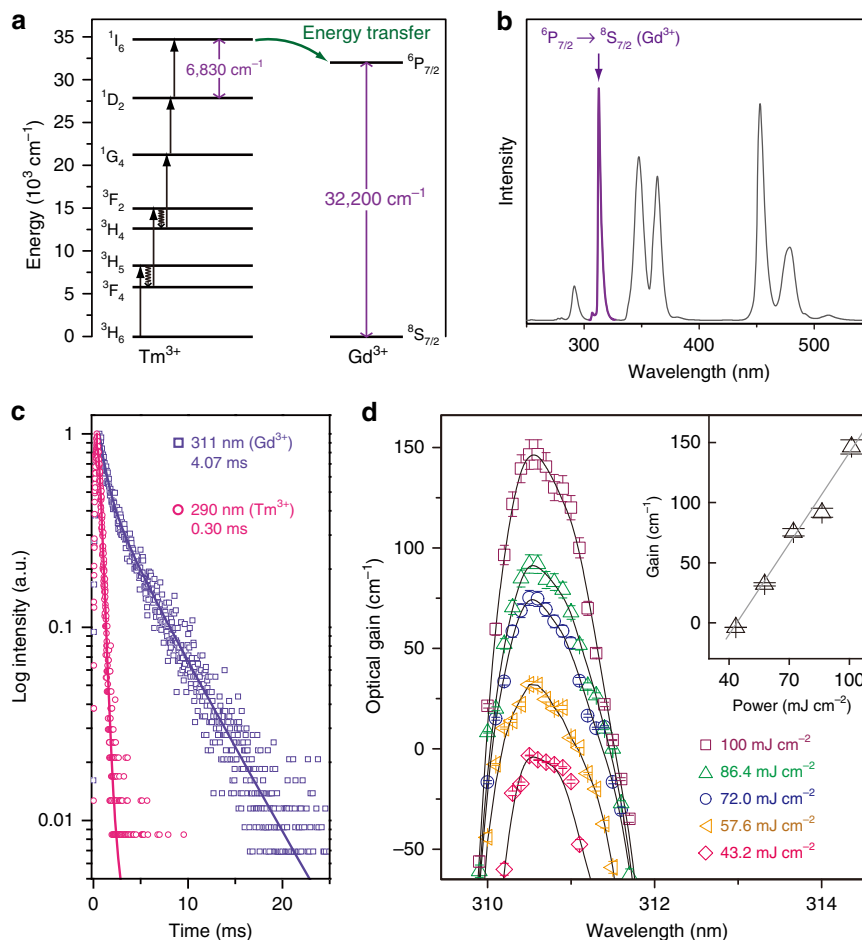 a
Energy (10³ cm⁻¹)
35
30
25
20
15
10
5
0
¹I₆
¹D₂
¹G₄
³F₂
³H₄
³H₅
³F₄
³H₆
6,830 cm⁻¹
Energy transfer
⁶P₇/₂
32,200 cm⁻¹
⁸S₇/₂
Tm³⁺
Gd³⁺
b
⁶P₇/₂ → ⁸S₇/₂ (Gd³⁺)
Intensity
300
400
500
Wavelength (nm)
c
Log intensity (a.u.)
1
0.1
0.01
311 nm (Gd³⁺)
4.07 ms
290 nm (Tm³⁺)
0.30 ms
0
10
20
Time (ms)
d
Optical gain (cm⁻¹)
150
125
100
75
50
25
0
−50
310
312
314
Wavelength (nm)
Gain (cm⁻¹)
150
100
50
0
40
70
100
Power (mJ cm⁻²)
100 mJ cm⁻²
86.4 mJ cm⁻²
72.0 mJ cm⁻²
57.6 mJ cm⁻²
43.2 mJ cm⁻²